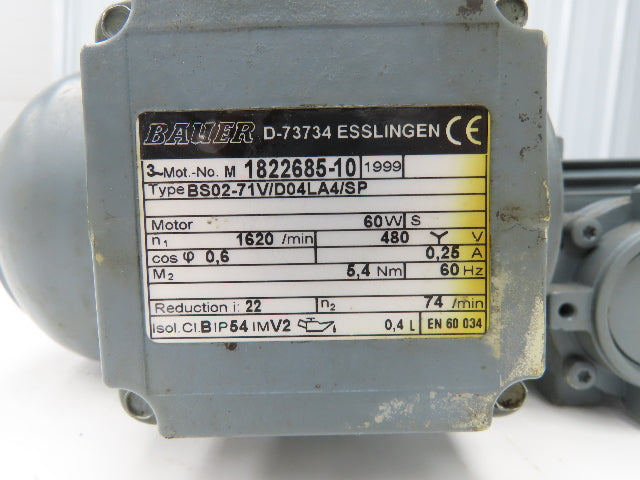 BAUER D-73734 ESSLINGEN CE
3~Mot.-No. M 1822685-10 1999
Type BS02-71V/D04LA4/SP
Motor 60W S
n1 1620 /min 480 Y V
cos φ 0,6 0,25 A
M2 5,4 Nm 60 Hz
Reduction i: 22 n2 74 /min
Isol.Cl.B IP54 IMV2 0,4 L EN 60 034